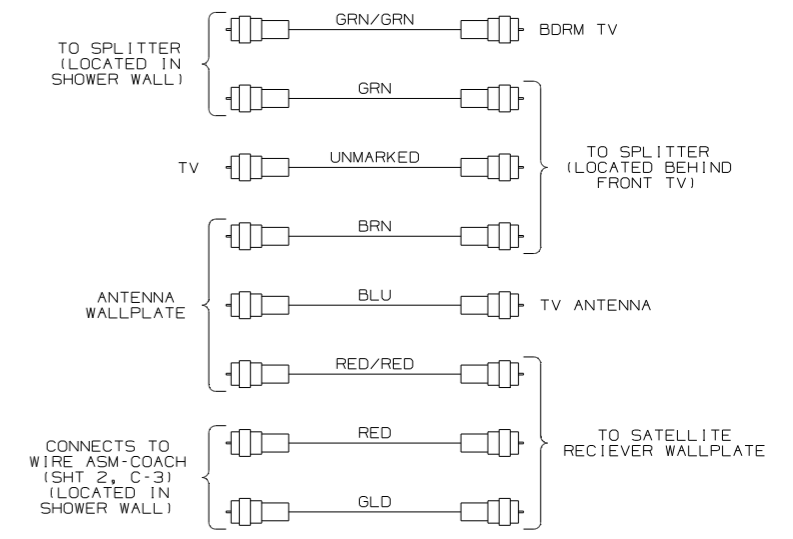 GRN/GRN
BDRM TV
TO SPLITTER
(LOCATED IN
SHOWER WALL)
GRN
TO SPLITTER
(LOCATED BEHIND
FRONT TV)
TV
UNMARKED
BRN
ANTENNA
WALLPLATE
BLU
TV ANTENNA
RED/RED
RED
TO SATELLITE
RECIEVER WALLPLATE
CONNECTS TO
WIRE ASM-COACH
(SHT 2, C-3)
(LOCATED IN
SHOWER WALL)
GLD